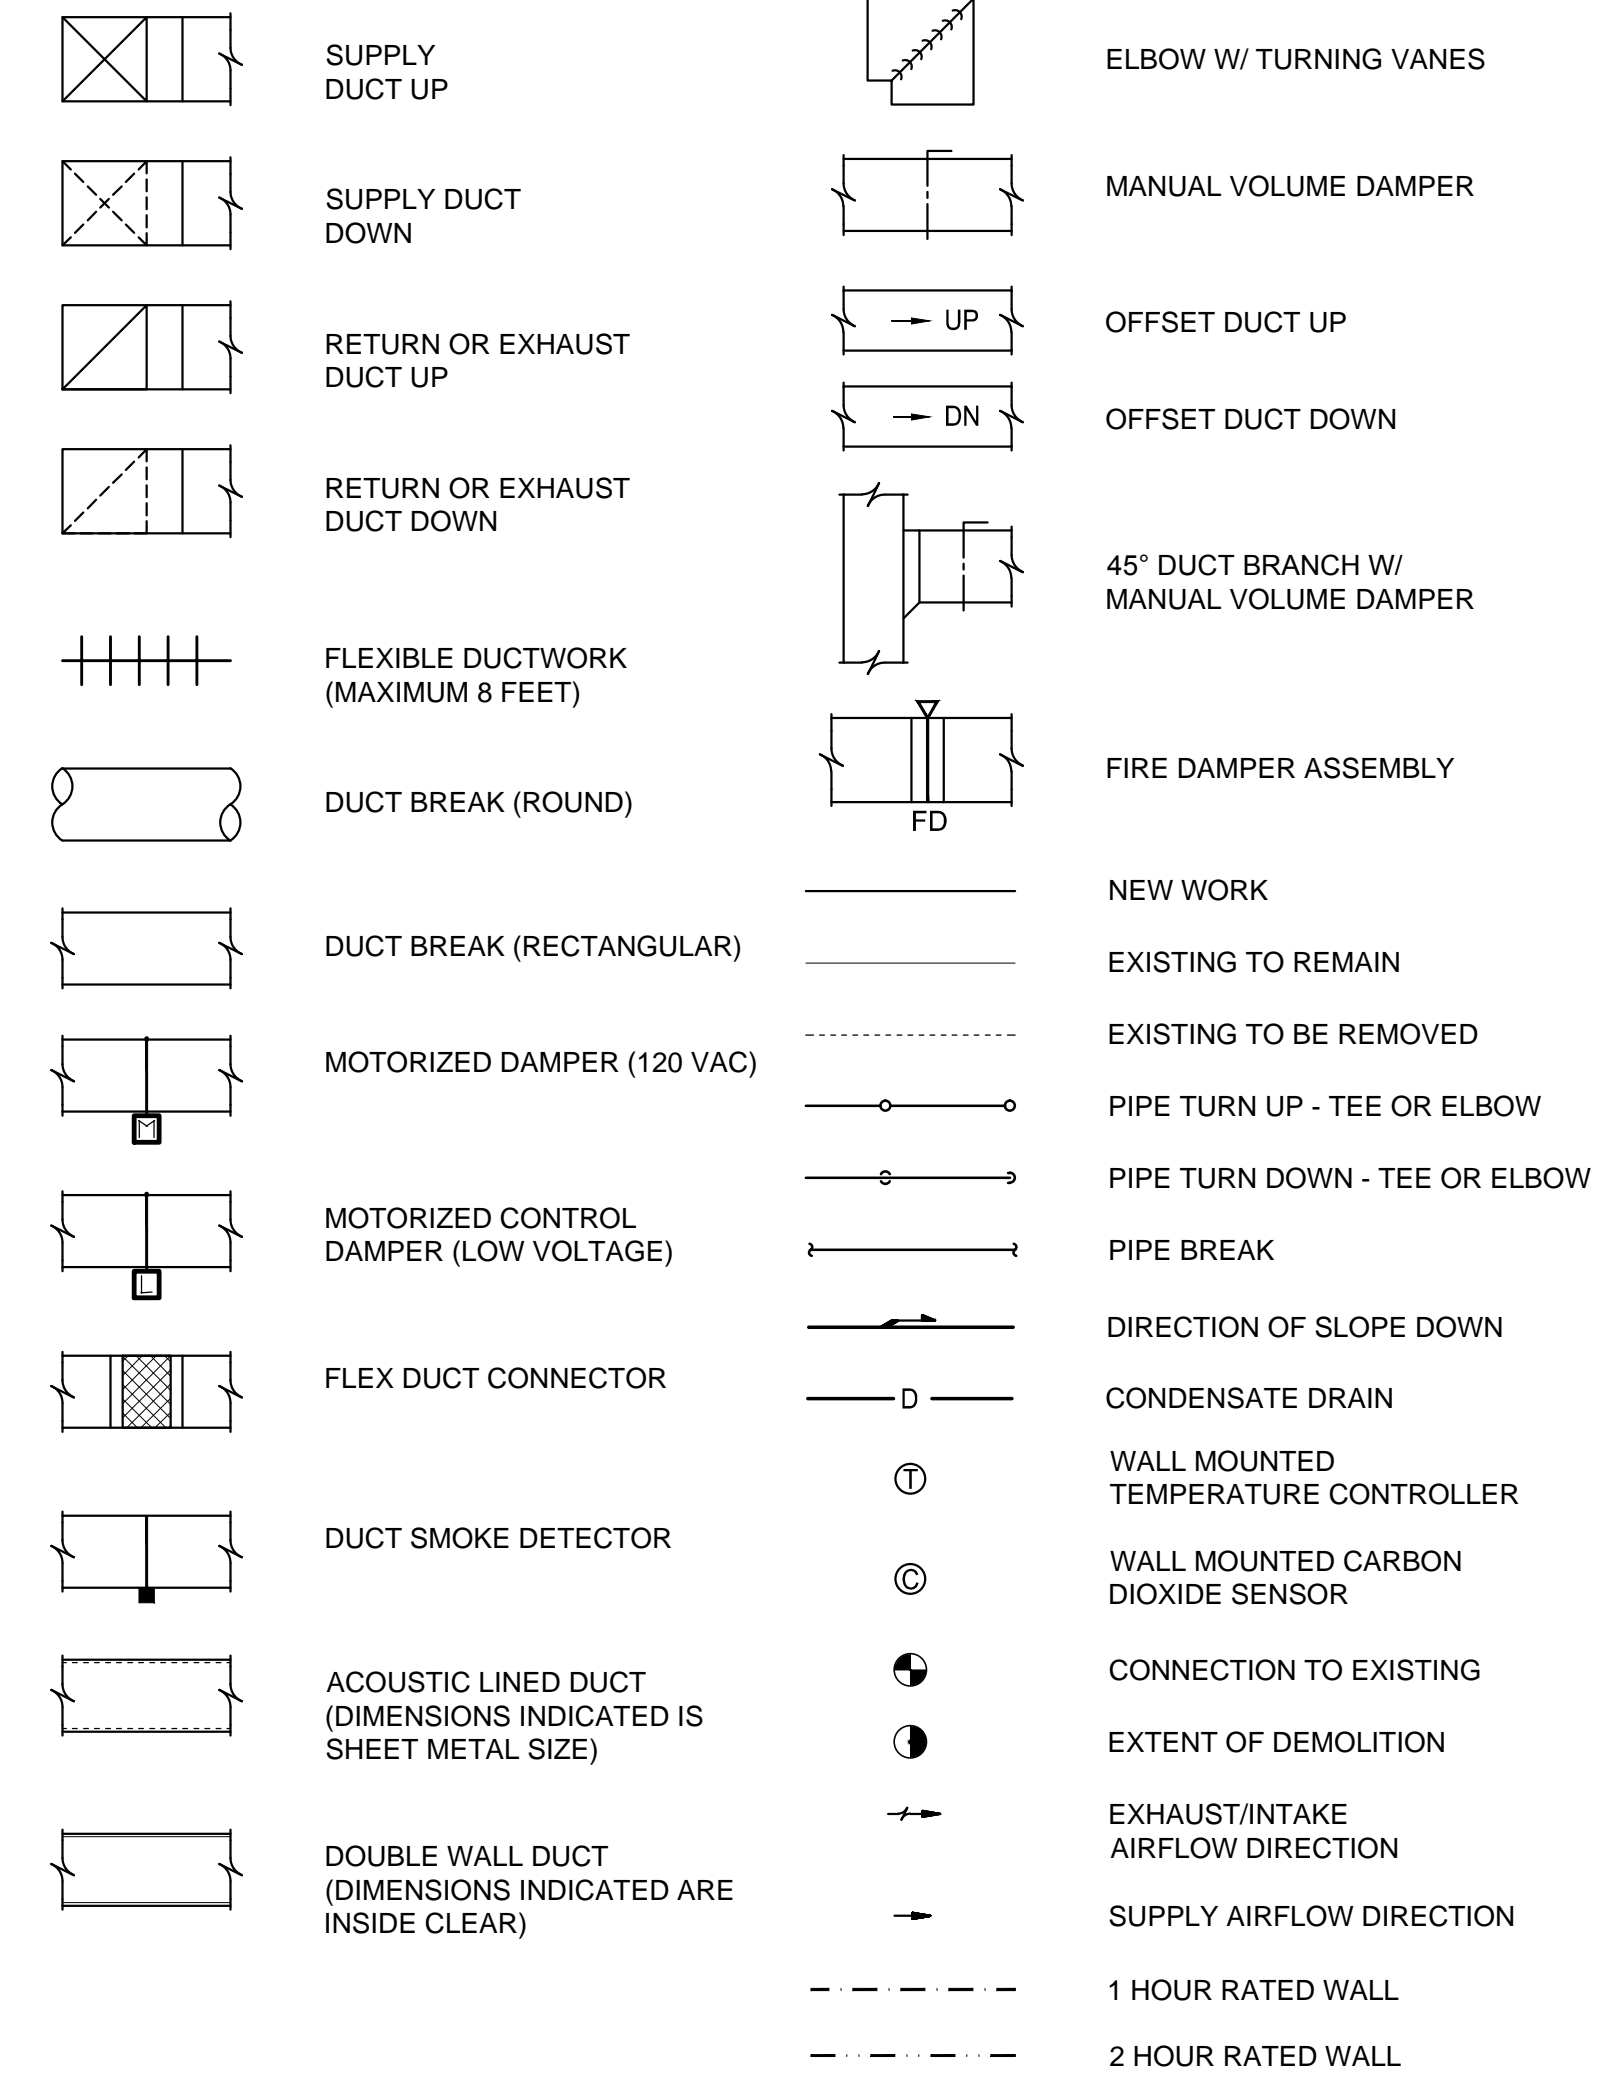 SUPPLY
DUCT UP
SUPPLY DUCT
DOWN
RETURN OR EXHAUST
DUCT UP
RETURN OR EXHAUST
DUCT DOWN
FLEXIBLE DUCTWORK
(MAXIMUM 8 FEET)
DUCT BREAK (ROUND)
DUCT BREAK (RECTANGULAR)
MOTORIZED DAMPER (120 VAC)
M
MOTORIZED CONTROL
DAMPER (LOW VOLTAGE)
L
FLEX DUCT CONNECTOR
DUCT SMOKE DETECTOR
ACOUSTIC LINED DUCT
(DIMENSIONS INDICATED IS
SHEET METAL SIZE)
DOUBLE WALL DUCT
(DIMENSIONS INDICATED ARE
INSIDE CLEAR)
ELBOW W/ TURNING VANES
MANUAL VOLUME DAMPER
UP OFFSET DUCT UP
DN OFFSET DUCT DOWN
45° DUCT BRANCH W/
MANUAL VOLUME DAMPER
FIRE DAMPER ASSEMBLY
FD
NEW WORK
EXISTING TO REMAIN
EXISTING TO BE REMOVED
PIPE TURN UP - TEE OR ELBOW
PIPE TURN DOWN - TEE OR ELBOW
PIPE BREAK
DIRECTION OF SLOPE DOWN
D CONDENSATE DRAIN
T WALL MOUNTED
TEMPERATURE CONTROLLER
C WALL MOUNTED CARBON
DIOXIDE SENSOR
CONNECTION TO EXISTING
EXTENT OF DEMOLITION
EXHAUST/INTAKE
AIRFLOW DIRECTION
SUPPLY AIRFLOW DIRECTION
1 HOUR RATED WALL
2 HOUR RATED WALL